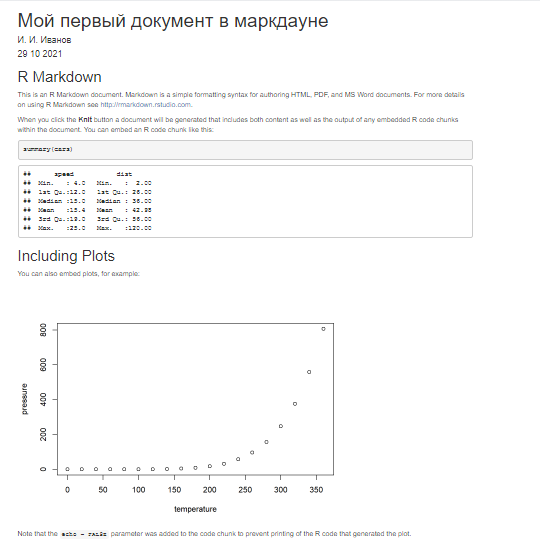 Мой первый документ в маркдауне
И. И. Иванов
29 10 2021
R Markdown
This is an R Markdown document. Markdown is a simple formatting syntax for authoring HTML, PDF, and MS Word documents. For more details
on using R Markdown see http://rmarkdown.rstudio.com.
When you click the Knit button a document will be generated that includes both content as well as the output of any embedded R code chunks
within the document. You can embed an R code chunk like this:
summary(cars)
##      speed           dist
##  Min.   : 4.0   Min.   :  2.00
##  1st Qu.:12.0   1st Qu.: 26.00
##  Median :15.0   Median : 36.00
##  Mean   :15.4   Mean   : 42.98
##  3rd Qu.:19.0   3rd Qu.: 56.00
##  Max.   :25.0   Max.   :120.00
Including Plots
You can also embed plots, for example:
800
600
400
200
0
pressure
0 50 100 150 200 250 300 350
temperature
Note that the echo = FALSE parameter was added to the code chunk to prevent printing of the R code that generated the plot.